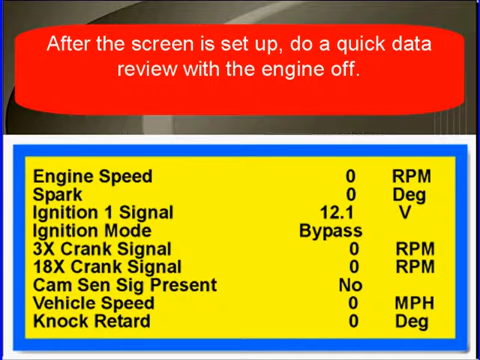 After the screen is set up, do a quick data
review with the engine off.
Engine Speed 0 RPM
Spark 0 Deg
Ignition 1 Signal 12.1 V
Ignition Mode Bypass
3X Crank Signal 0 RPM
18X Crank Signal 0 RPM
Cam Sen Sig Present No
Vehicle Speed 0 MPH
Knock Retard 0 Deg